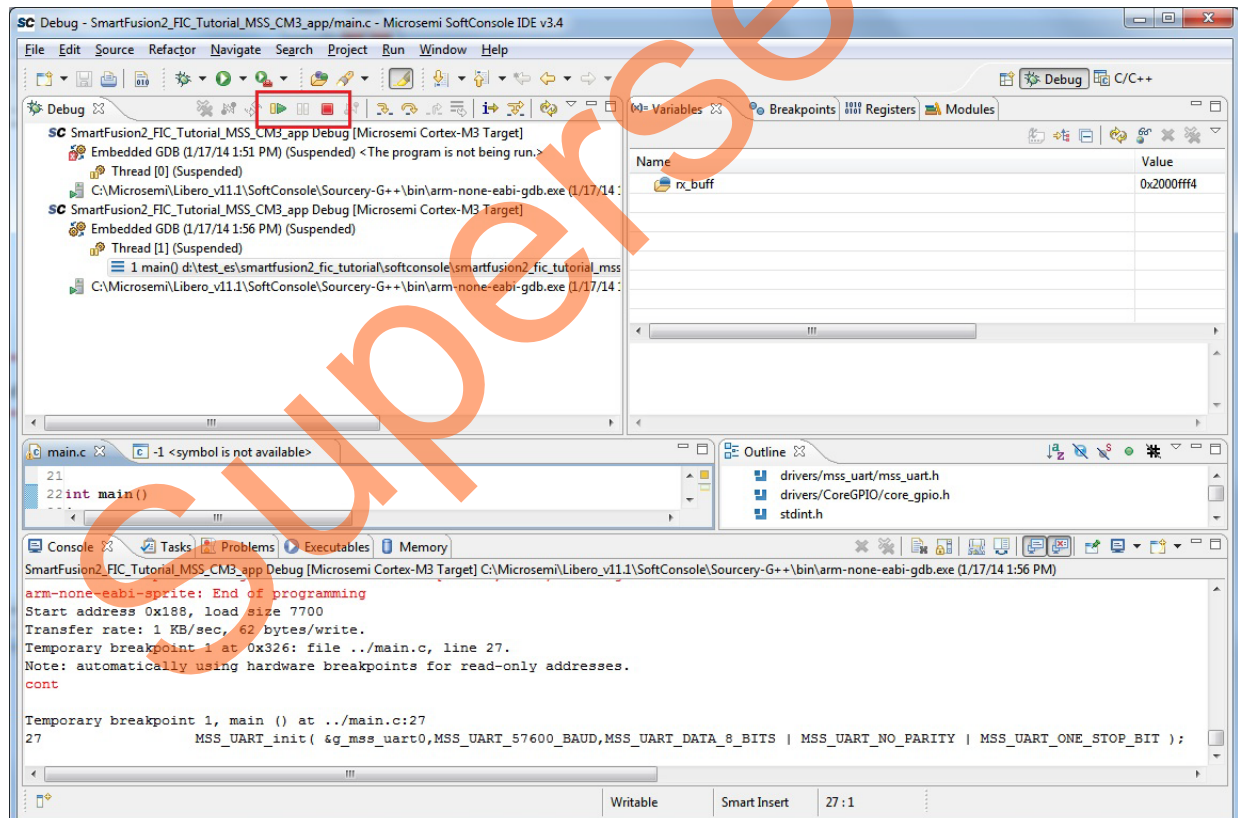 SC Debug - SmartFusion2_FIC_Tutorial_MSS_CM3_app/main.c - Microsemi SoftConsole IDE v3.4
File Edit Source Refactor Navigate Search Project Run Window Help
Debug C/C++
Debug
SC SmartFusion2_FIC_Tutorial_MSS_CM3_app Debug [Microsemi Cortex-M3 Target]
Embedded GDB (1/17/14 1:51 PM) (Suspended) <The program is not being run.>
Thread [0] (Suspended)
C:\Microsemi\Libero_v11.1\SoftConsole\Sourcery-G++\bin\arm-none-eabi-gdb.exe (1/17/14 1:
SC SmartFusion2_FIC_Tutorial_MSS_CM3_app Debug [Microsemi Cortex-M3 Target]
Embedded GDB (1/17/14 1:56 PM) (Suspended)
Thread [1] (Suspended)
1 main() d:\test_es\smartfusion2_fic_tutorial\softconsole\smartfusion2_fic_tutorial_mss
C:\Microsemi\Libero_v11.1\SoftConsole\Sourcery-G++\bin\arm-none-eabi-gdb.exe (1/17/14 1:
(x)= Variables Breakpoints Registers Modules
Name Value
rx_buff 0x2000fff4
main.c -1 <symbol is not available>
21
22 int main()
Outline
drivers/mss_uart/mss_uart.h
drivers/CoreGPIO/core_gpio.h
stdint.h
Console Tasks Problems Executables Memory
SmartFusion2_FIC_Tutorial_MSS_CM3_app Debug [Microsemi Cortex-M3 Target] C:\Microsemi\Libero_v11.1\SoftConsole\Sourcery-G++\bin\arm-none-eabi-gdb.exe (1/17/14 1:56 PM)
arm-none-eabi-sprite: End of programming
Start address 0x188, load size 7700
Transfer rate: 1 KB/sec, 62 bytes/write.
Temporary breakpoint 1 at 0x326: file ../main.c, line 27.
Note: automatically using hardware breakpoints for read-only addresses.
cont
Temporary breakpoint 1, main () at ../main.c:27
27 MSS_UART_init( &g_mss_uart0,MSS_UART_57600_BAUD,MSS_UART_DATA_8_BITS | MSS_UART_NO_PARITY | MSS_UART_ONE_STOP_BIT );
Writable Smart Insert 27 : 1
Superse